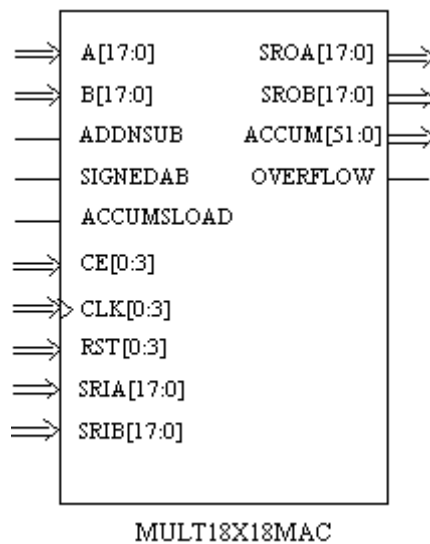 A[17:0] SROA[17:0]
B[17:0] SROB[17:0]
ADDNSUB ACCUM[51:0]
SIGNEDAB OVERFLOW
ACCUMSLOAD
CE[0:3]
CLK[0:3]
RST[0:3]
SRIA[17:0]
SRIB[17:0]
MULT18X18MAC